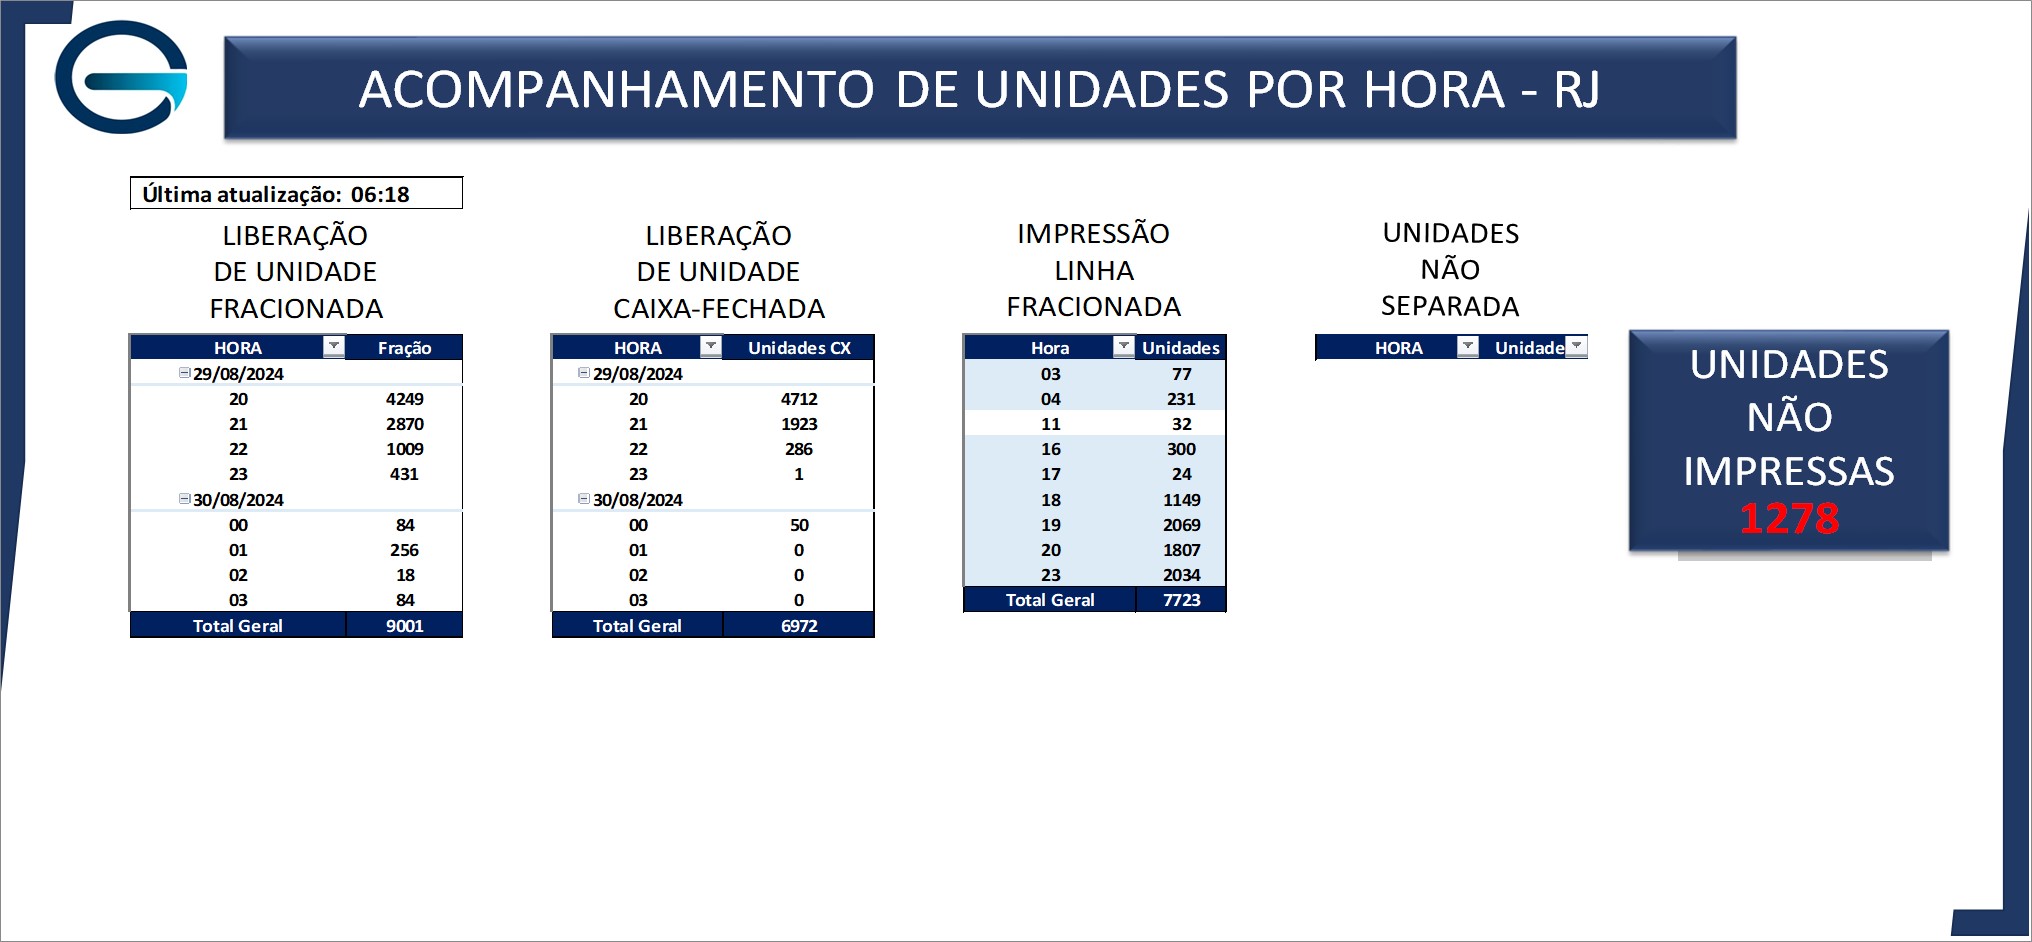 ACOMPANHAMENTO DE UNIDADES POR HORA - RJ
Última atualização: 06:18
LIBERAÇÃO
DE UNIDADE
FRACIONADA
HORA Fração
29/08/2024
20 4249
21 2870
22 1009
23 431
30/08/2024
00 84
01 256
02 18
03 84
Total Geral 9001
LIBERAÇÃO
DE UNIDADE
CAIXA-FECHADA
HORA Unidades CX
29/08/2024
20 4712
21 1923
22 286
23 1
30/08/2024
00 50
01 0
02 0
03 0
Total Geral 6972
IMPRESSÃO
LINHA
FRACIONADA
Hora Unidades
03 77
04 231
11 32
16 300
17 24
18 1149
19 2069
20 1807
23 2034
Total Geral 7723
UNIDADES
NÃO
SEPARADA
HORA Unidade
UNIDADES
NÃO
IMPRESSAS
1278